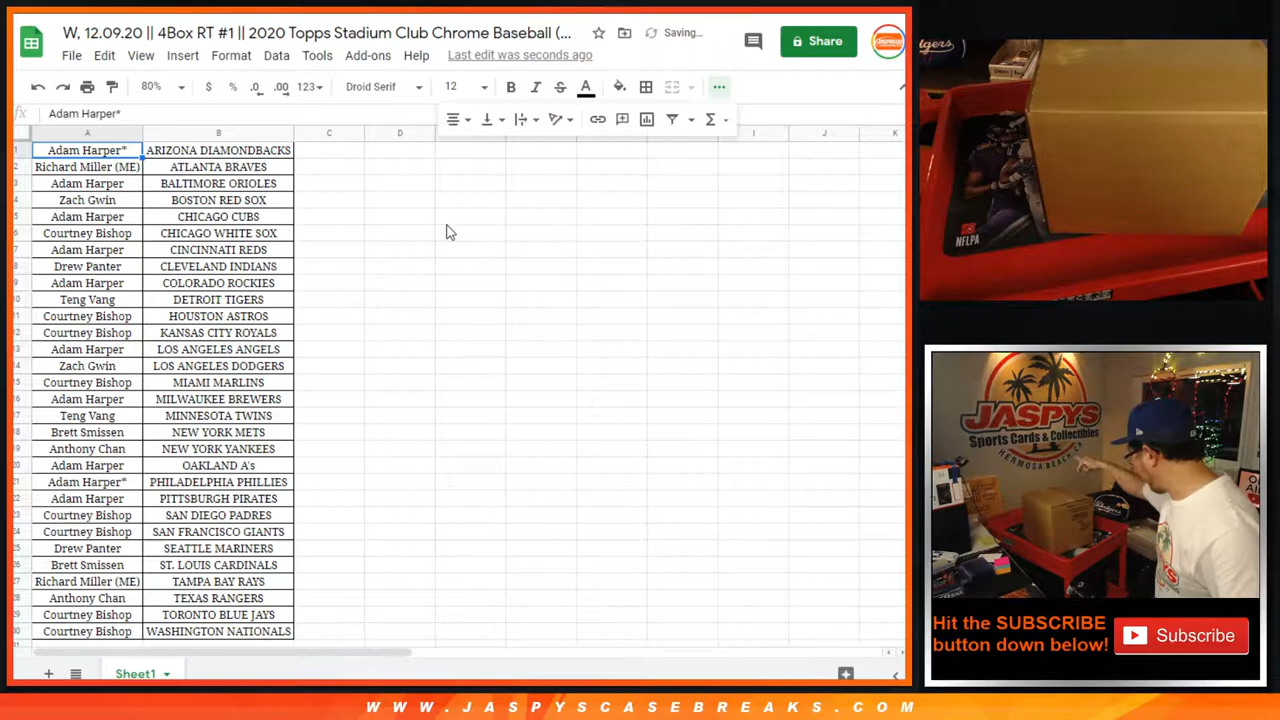 W, 12.09.20 || 4Box RT #1 || 2020 Topps Stadium Club Chrome Baseball (...
Saving...
Share
File Edit View Insert Format Data Tools Add-ons Help Last edit was seconds ago
80% $ % .0 .00 123 Droid Serif 12 B I S A
fx Adam Harper*
A B C D I J K
1 Adam Harper* ARIZONA DIAMONDBACKS
2 Richard Miller (ME) ATLANTA BRAVES
3 Adam Harper BALTIMORE ORIOLES
4 Zach Gwin BOSTON RED SOX
5 Adam Harper CHICAGO CUBS
6 Courtney Bishop CHICAGO WHITE SOX
7 Adam Harper CINCINNATI REDS
8 Drew Panter CLEVELAND INDIANS
9 Adam Harper COLORADO ROCKIES
10 Teng Vang DETROIT TIGERS
11 Courtney Bishop HOUSTON ASTROS
12 Courtney Bishop KANSAS CITY ROYALS
13 Adam Harper LOS ANGELES ANGELS
14 Zach Gwin LOS ANGELES DODGERS
15 Courtney Bishop MIAMI MARLINS
16 Adam Harper MILWAUKEE BREWERS
17 Teng Vang MINNESOTA TWINS
18 Brett Smissen NEW YORK METS
19 Anthony Chan NEW YORK YANKEES
20 Adam Harper OAKLAND A's
21 Adam Harper* PHILADELPHIA PHILLIES
22 Adam Harper PITTSBURGH PIRATES
23 Courtney Bishop SAN DIEGO PADRES
24 Courtney Bishop SAN FRANCISCO GIANTS
25 Drew Panter SEATTLE MARINERS
26 Brett Smissen ST. LOUIS CARDINALS
27 Richard Miller (ME) TAMPA BAY RAYS
28 Anthony Chan TEXAS RANGERS
29 Courtney Bishop TORONTO BLUE JAYS
30 Courtney Bishop WASHINGTON NATIONALS
Sheet1
Dodgers
NFLPA
JASPYS
Sports Cards & Collectibles
HERMOSA BEACH, CA
Hit the SUBSCRIBE
button down below!
Subscribe
WWW.JASPYSCASEBREAKS.COM